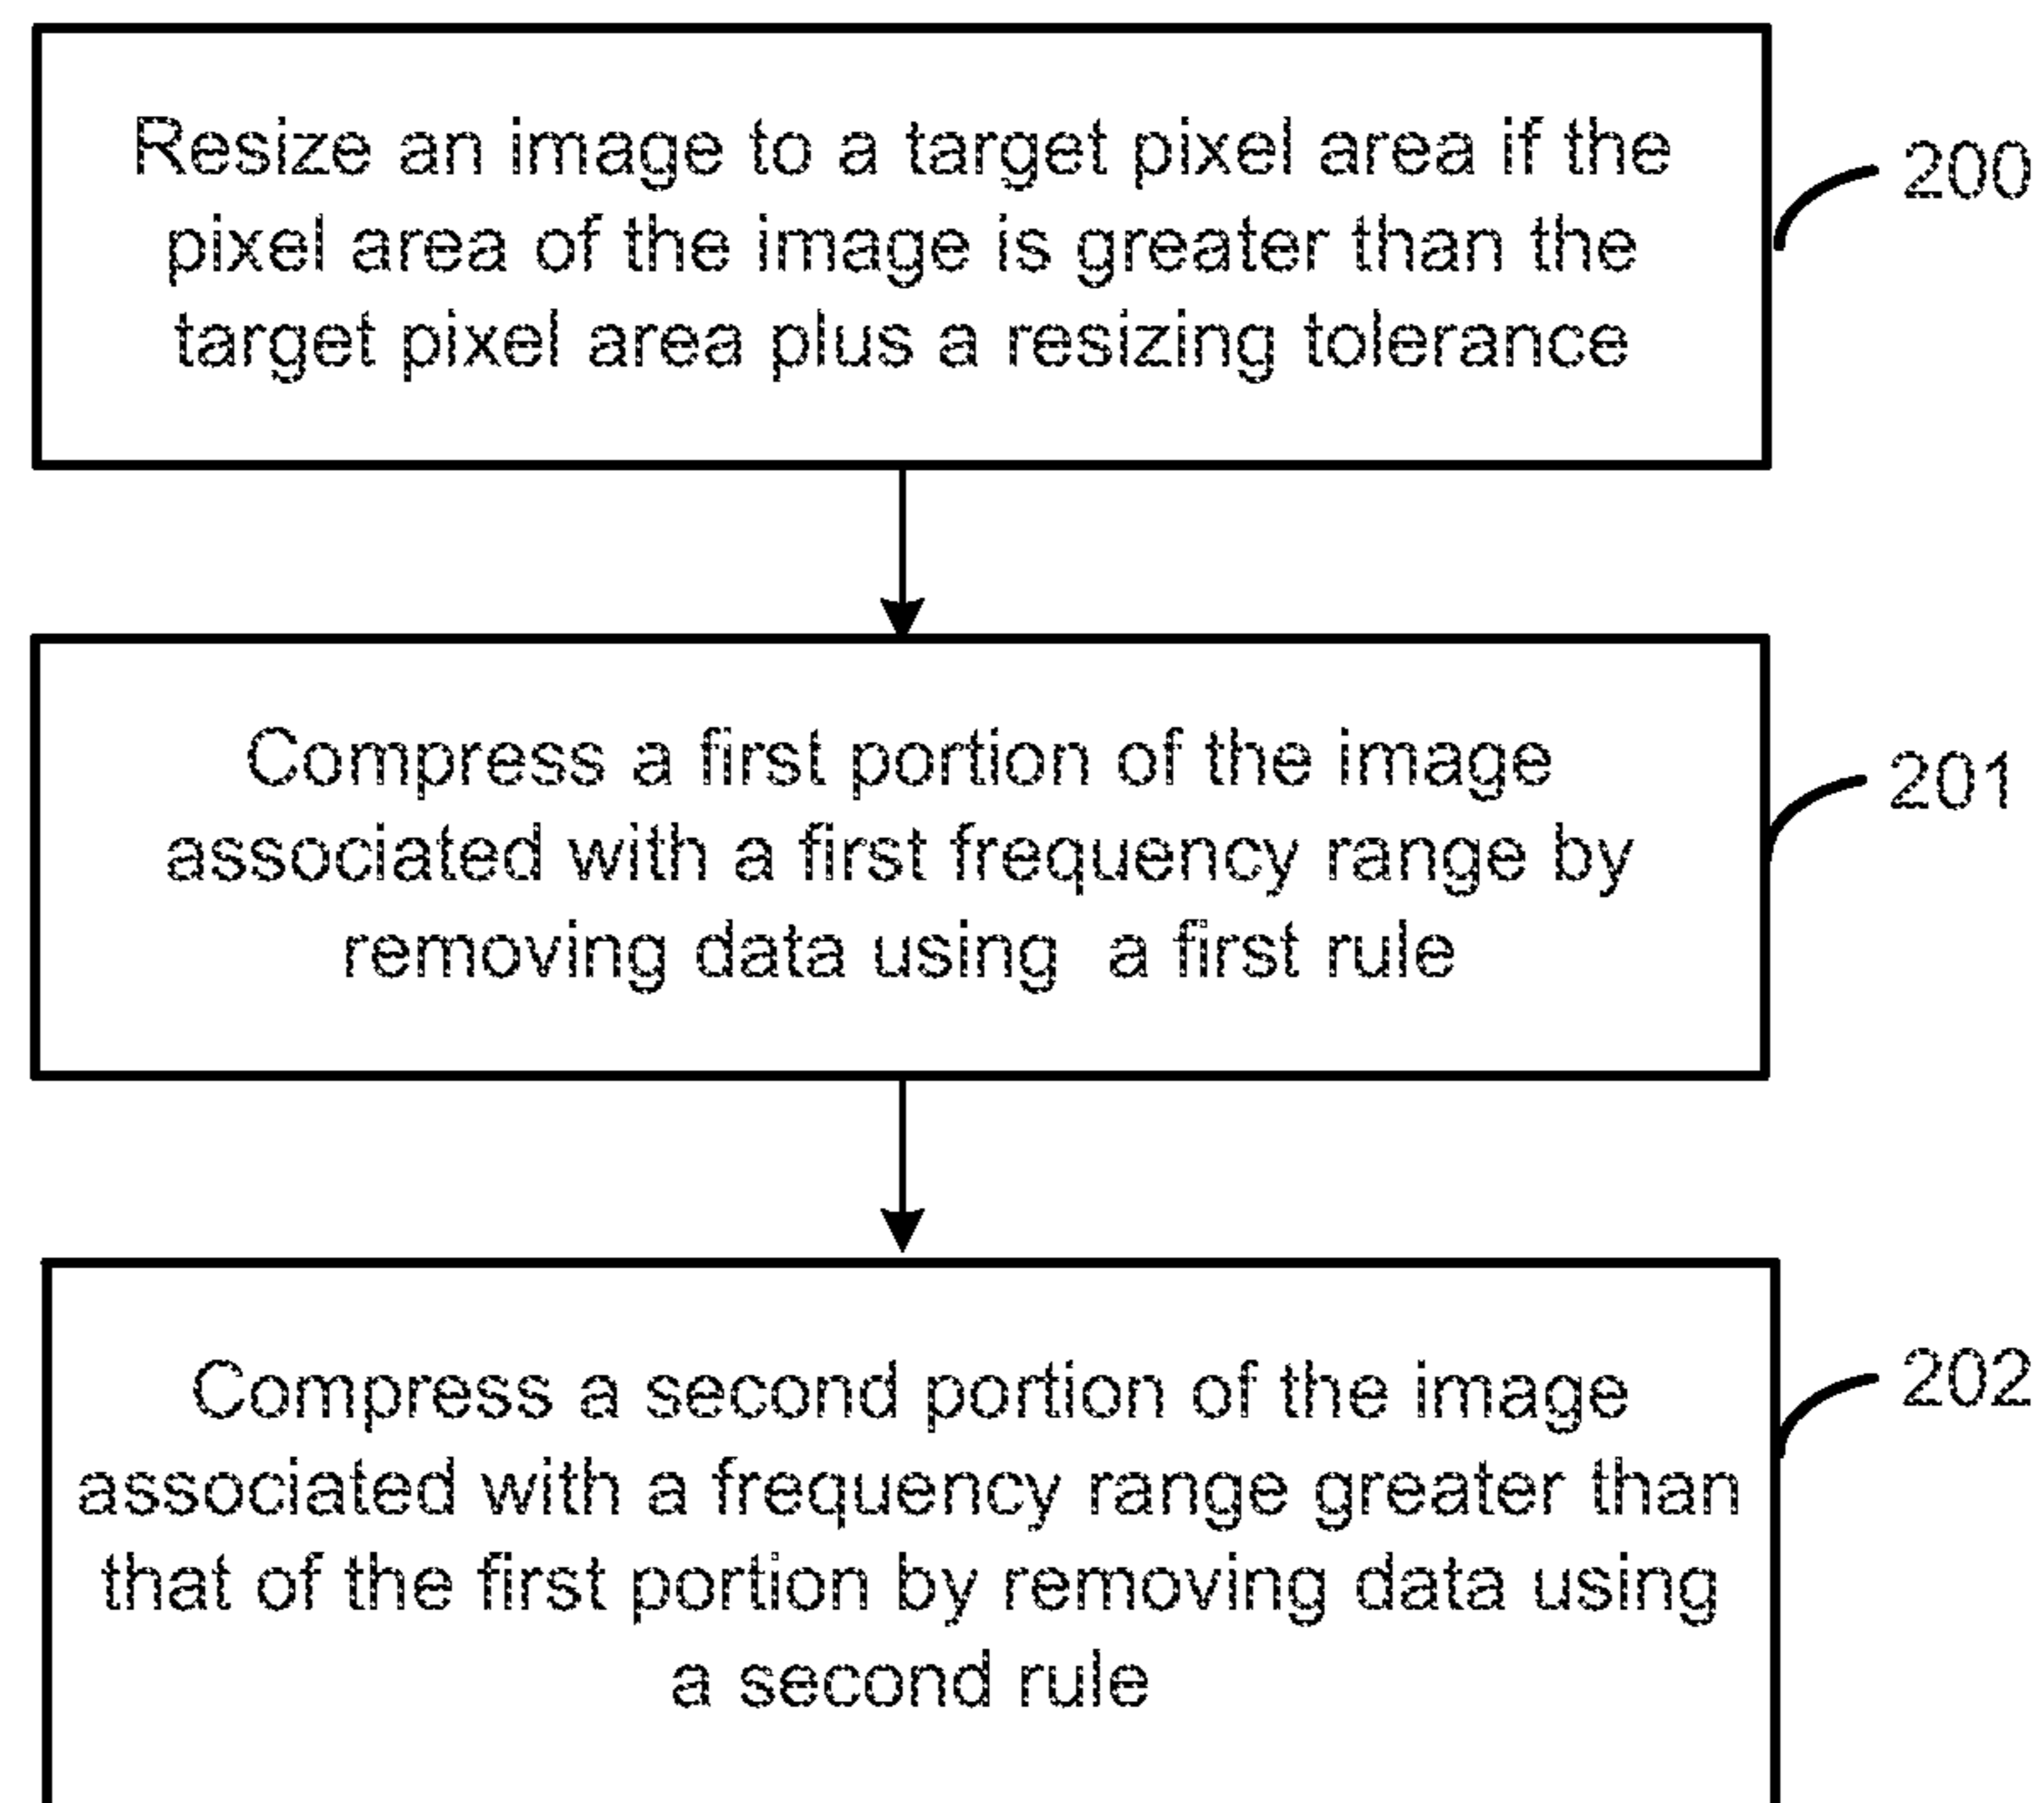 Resize an image to a target pixel area if the
pixel area of the image is greater than the
target pixel area plus a resizing tolerance
200
Compress a first portion of the image
associated with a first frequency range by
removing data using a first rule
201
Compress a second portion of the image
associated with a frequency range greater than
that of the first portion by removing data using
a second rule
202